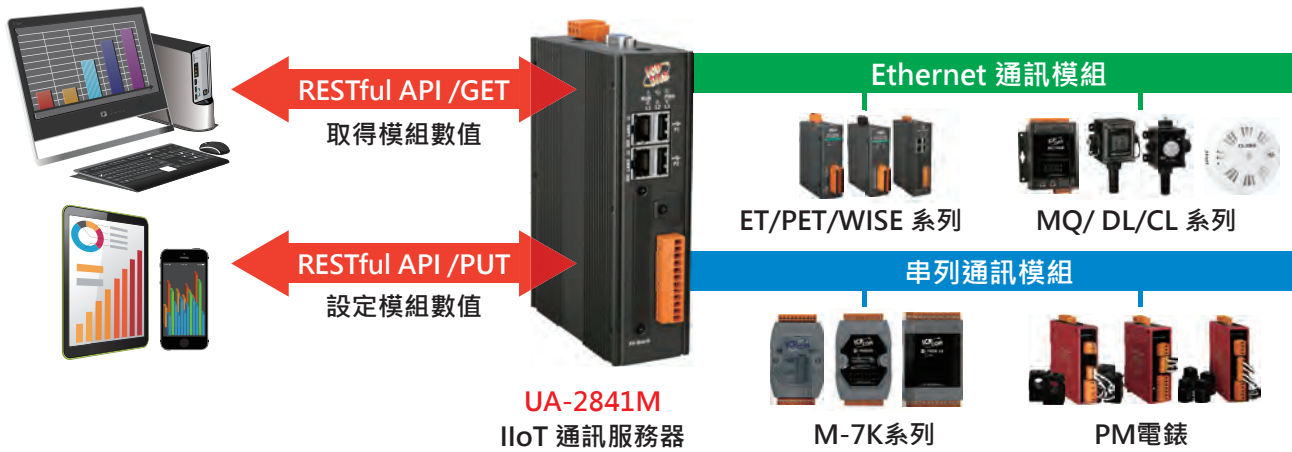 RESTful API /GET
取得模組數值
RESTful API /PUT
設定模組數值
UA-2841M
IIoT 通訊服務器
Ethernet 通訊模組
ET/PET/WISE 系列
MQ/ DL/CL 系列
串列通訊模組
M-7K系列
PM電錶